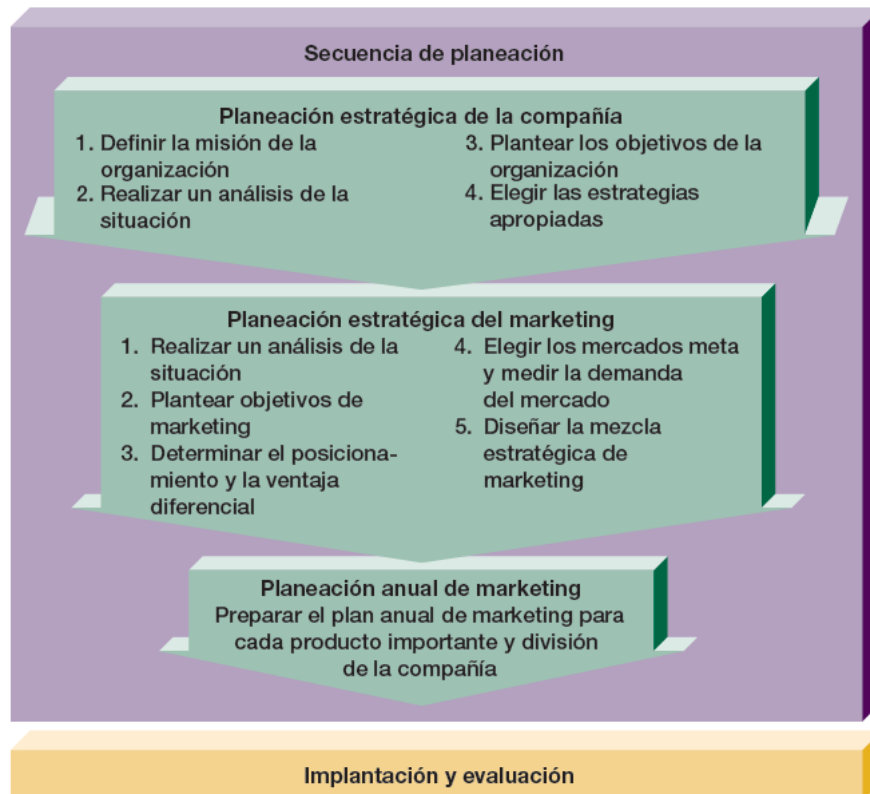 Secuencia de planeación
Planeación estratégica de la compañía
1. Definir la misión de la
organización
2. Realizar un análisis de la
situación
3. Plantear los objetivos de la
organización
4. Elegir las estrategias
apropiadas
Planeación estratégica del marketing
1. Realizar un análisis de la
situación
2. Plantear objetivos de
marketing
3. Determinar el posiciona-
miento y la ventaja
diferencial
4. Elegir los mercados meta
y medir la demanda
del mercado
5. Diseñar la mezcla
estratégica de
marketing
Planeación anual de marketing
Preparar el plan anual de marketing para
cada producto importante y división
de la compañía
Implantación y evaluación